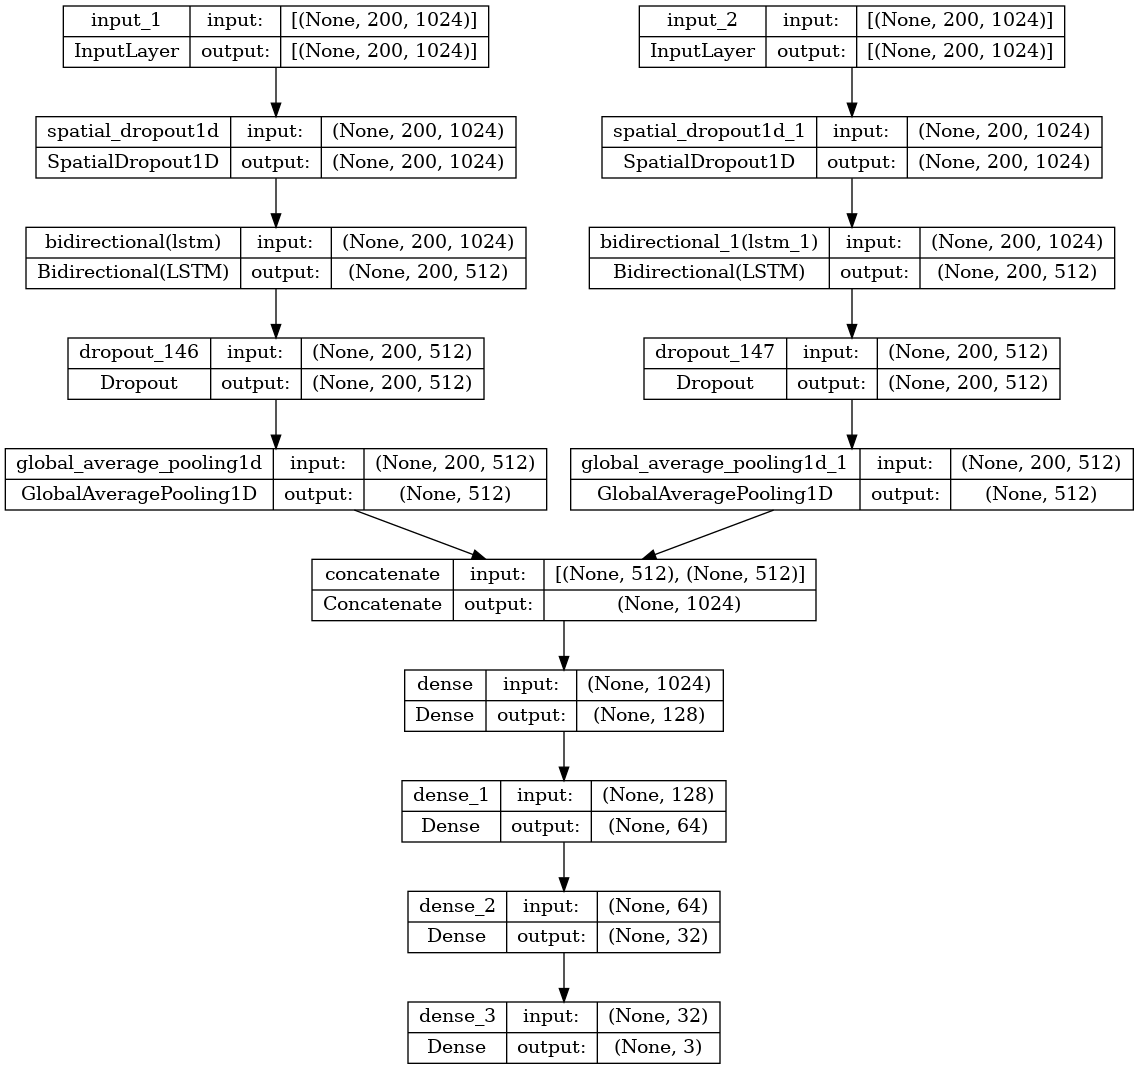 input_1 input: [(None, 200, 1024)]
InputLayer output: [(None, 200, 1024)]
input_2 input: [(None, 200, 1024)]
InputLayer output: [(None, 200, 1024)]
spatial_dropout1d input: (None, 200, 1024)
SpatialDropout1D output: (None, 200, 1024)
spatial_dropout1d_1 input: (None, 200, 1024)
SpatialDropout1D output: (None, 200, 1024)
bidirectional(lstm) input: (None, 200, 1024)
Bidirectional(LSTM) output: (None, 200, 512)
bidirectional_1(lstm_1) input: (None, 200, 1024)
Bidirectional(LSTM) output: (None, 200, 512)
dropout_146 input: (None, 200, 512)
Dropout output: (None, 200, 512)
dropout_147 input: (None, 200, 512)
Dropout output: (None, 200, 512)
global_average_pooling1d input: (None, 200, 512)
GlobalAveragePooling1D output: (None, 512)
global_average_pooling1d_1 input: (None, 200, 512)
GlobalAveragePooling1D output: (None, 512)
concatenate input: [(None, 512), (None, 512)]
Concatenate output: (None, 1024)
dense input: (None, 1024)
Dense output: (None, 128)
dense_1 input: (None, 128)
Dense output: (None, 64)
dense_2 input: (None, 64)
Dense output: (None, 32)
dense_3 input: (None, 32)
Dense output: (None, 3)